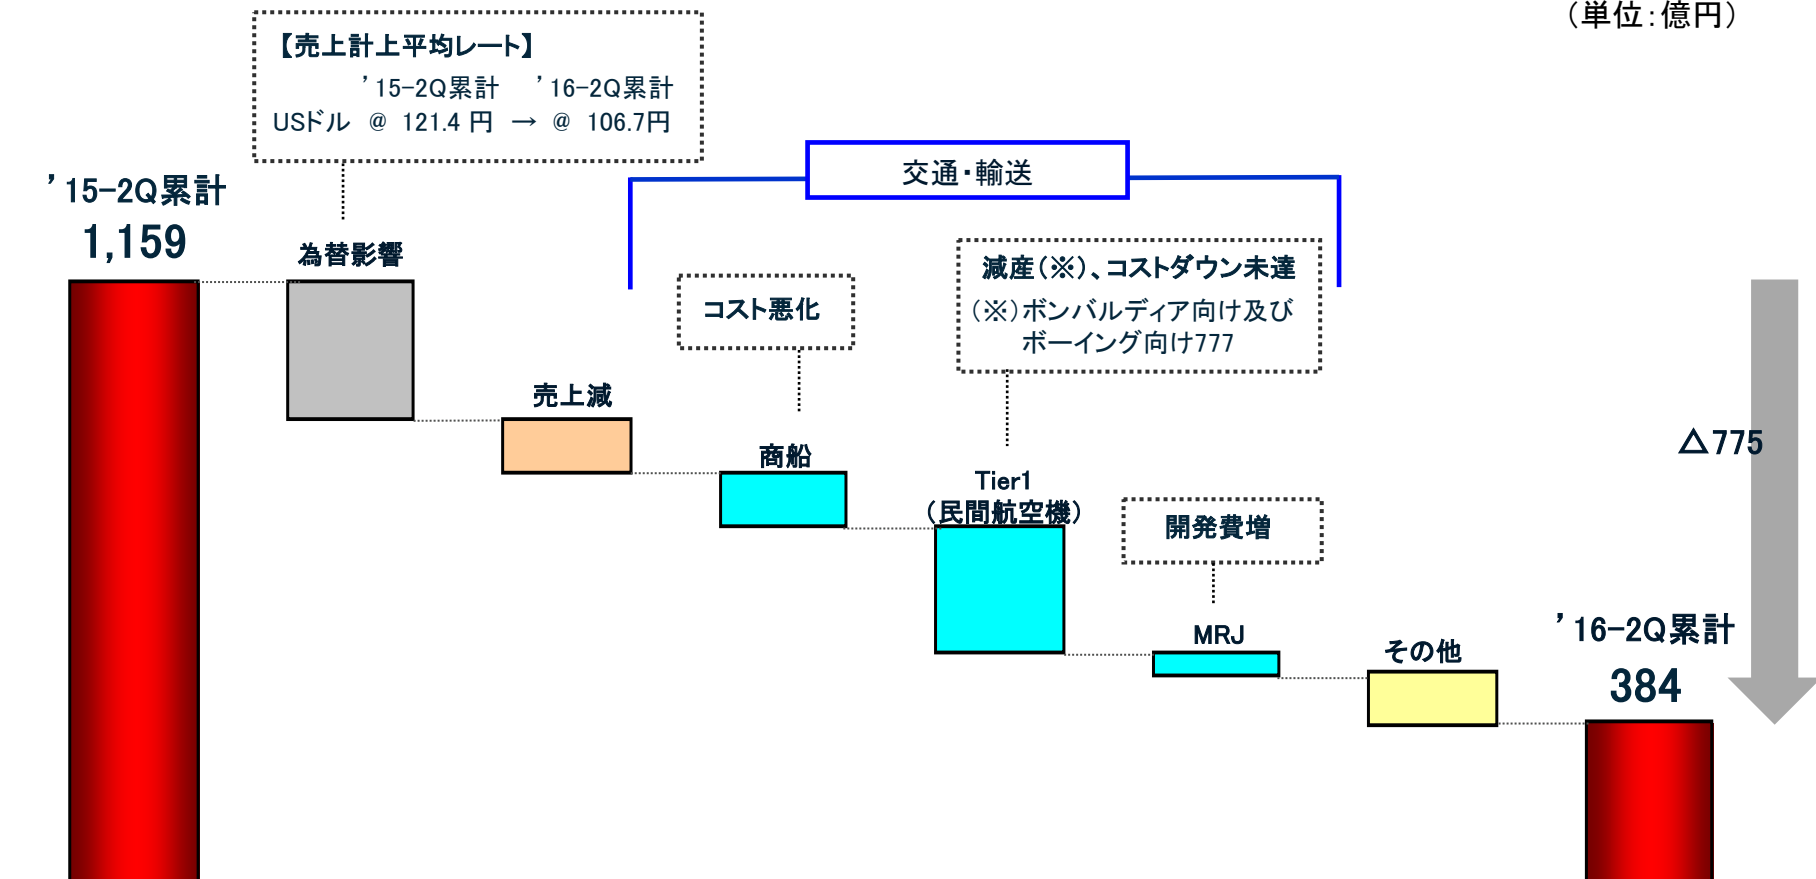 （単位：億円）
【売上計上平均レート】
’15-2Q累計　’16-2Q累計
USドル ＠ 121.4 円 → ＠ 106.7円
交通・輸送
’15-2Q累計
1,159
為替影響
減産（※）、コストダウン未達
（※）ボンバルディア向け及び
ボーイング向け777
コスト悪化
売上減
△775
商船
Tier1
（民間航空機）
開発費増
MRJ
その他
’16-2Q累計
384